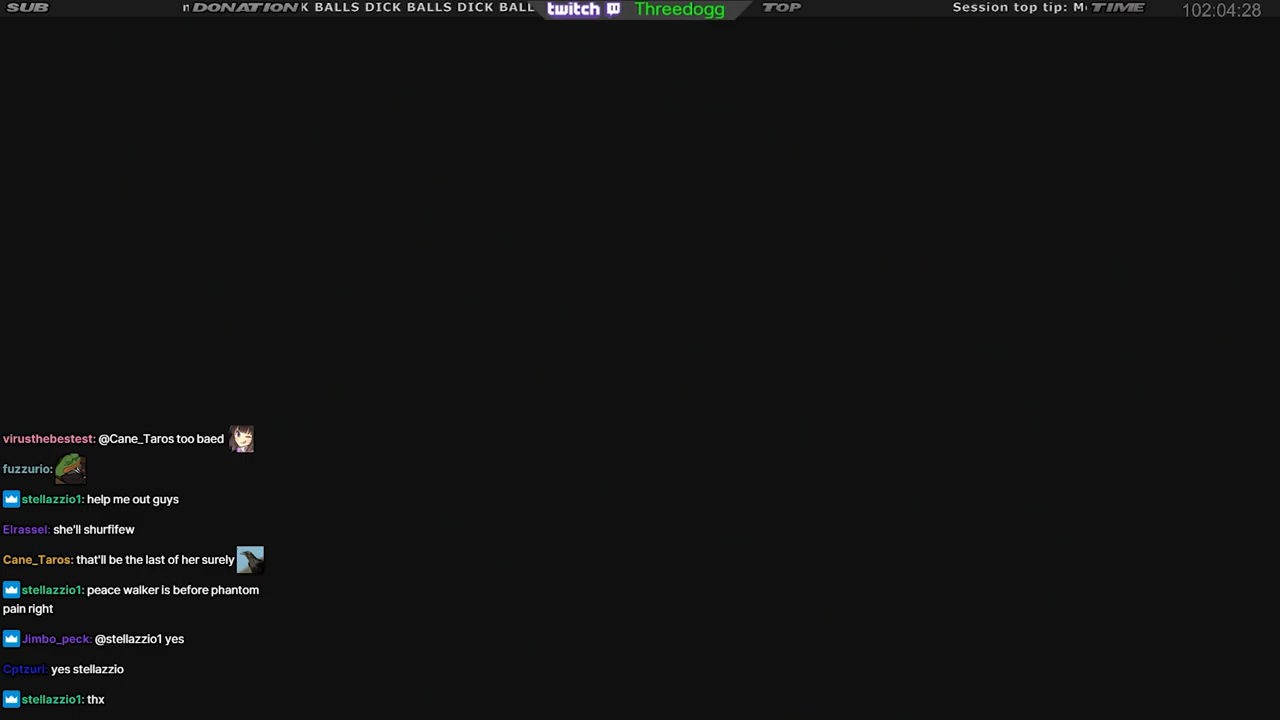 SUB DONATION K BALLS DICK BALLS DICK BALL twitch Threedogg TOP Session top tip: M TIME 102:04:28
virusthebestest: @Cane_Taros too baed
fuzzurio:
stellazzio1: help me out guys
Elrassel: she'll shurfifew
Cane_Taros: that'll be the last of her surely
stellazzio1: peace walker is before phantom
pain right
Jimbo_peck: @stellazzio1 yes
Cptzuri: yes stellazzio
stellazzio1: thx